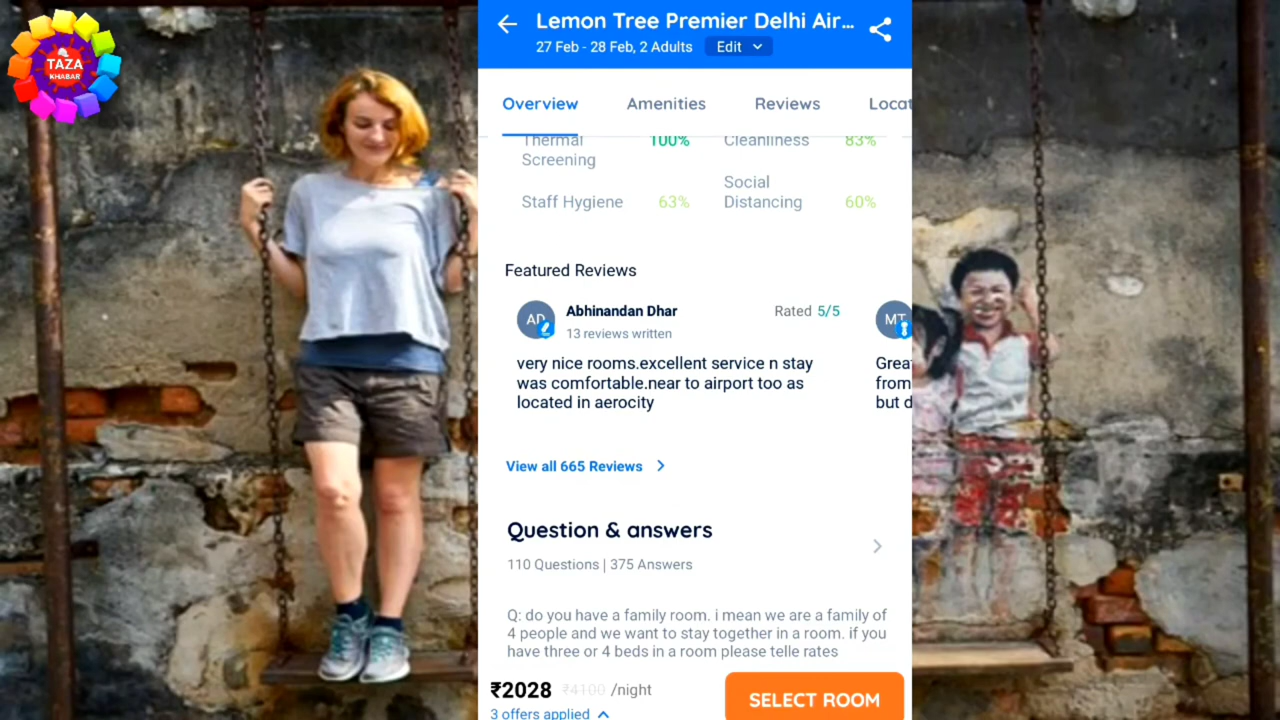 TAZA
KHABAR
Lemon Tree Premier Delhi Air...
27 Feb - 28 Feb, 2 Adults Edit
Overview Amenities Reviews Locat
Thermal Screening 100% Cleanliness 83%
Staff Hygiene 63% Social Distancing 60%
Featured Reviews
AD Abhinandan Dhar Rated 5/5
13 reviews written
very nice rooms.excellent service n stay
was comfortable.near to airport too as
located in aerocity
MT
Grea
from
but d
View all 665 Reviews
Question & answers
110 Questions | 375 Answers
Q: do you have a family room. i mean we are a family of
4 people and we want to stay together in a room. if you
have three or 4 beds in a room please telle rates
₹2028 ₹4100 /night
3 offers applied
SELECT ROOM